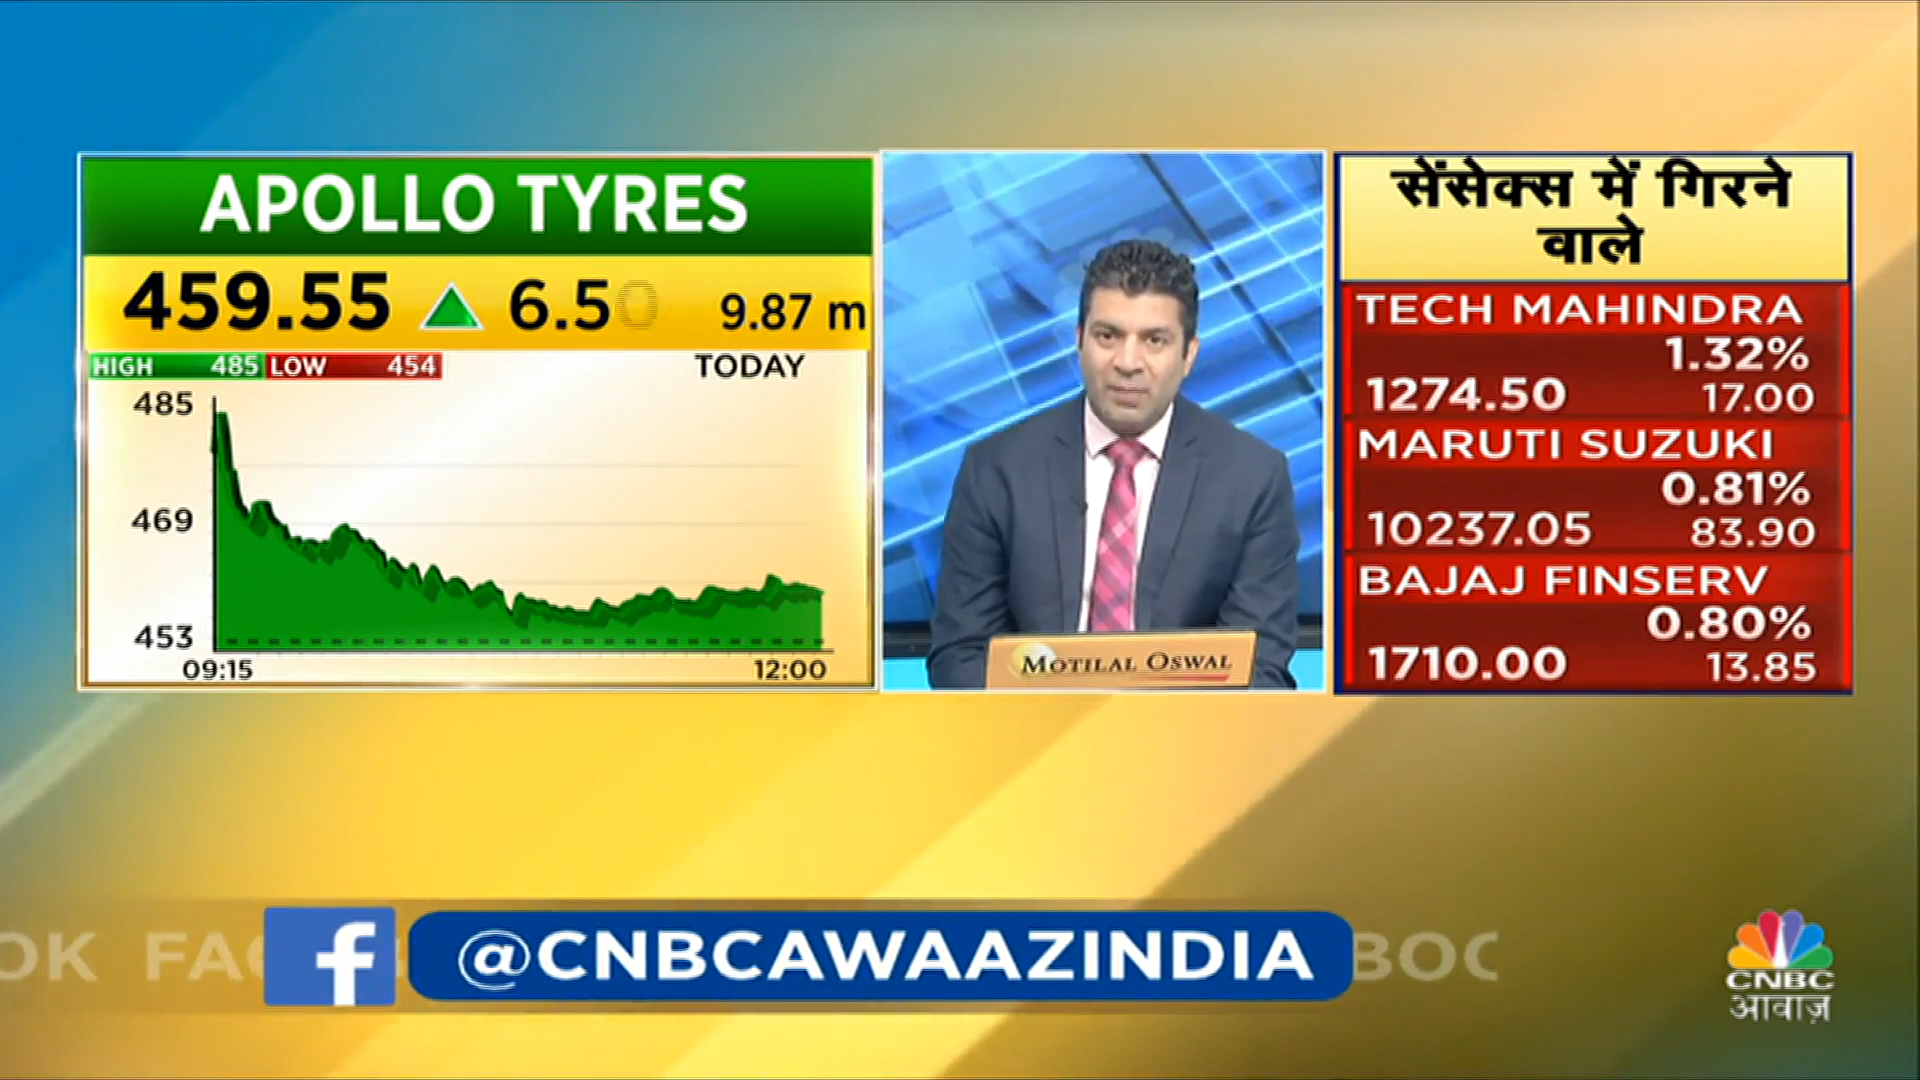 APOLLO TYRES
459.55 6.50 9.87 m
HIGH 485 LOW 454 TODAY
485
469
453
09:15 12:00
MOTILAL OSWAL
सेंसेक्स में गिरने
वाले
TECH MAHINDRA
1.32%
1274.50 17.00
MARUTI SUZUKI
0.81%
10237.05 83.90
BAJAJ FINSERV
0.80%
1710.00 13.85
@CNBCAWAAZINDIA
CNBC
आवाज़